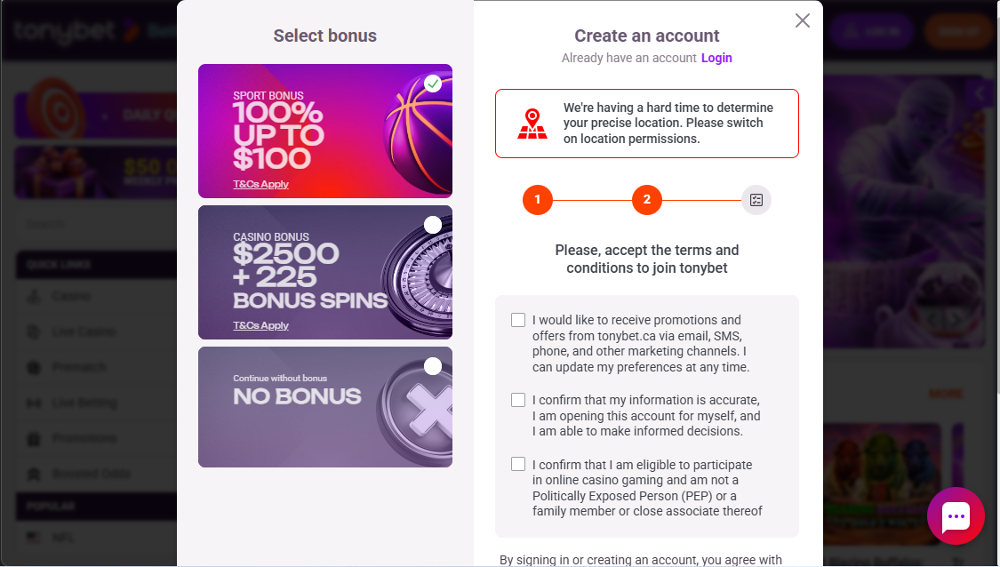 tonybet
LOG IN
SIGN UP
DAILY
WEEKLY
Search
QUICK LINKS
Casino
Live Casino
Prematch
Live Betting
Promotions
Boosted Odds
POPULAR
NFL
MORE
Select bonus
SPORT BONUS
100%
UP TO
$100
T&Cs Apply
CASINO BONUS
$2500
+ 225
BONUS SPINS
T&Cs Apply
Continue without bonus
NO BONUS
Create an account
Already have an account Login
We're having a hard time to determine
your precise location. Please switch
on location permissions.
1
2
Please, accept the terms and
conditions to join tonybet
I would like to receive promotions and
offers from tonybet.ca via email, SMS,
phone, and other marketing channels. I
can update my preferences at any time.
I confirm that my information is accurate,
I am opening this account for myself, and
I am able to make informed decisions.
I confirm that I am eligible to participate
in online casino gaming and am not a
Politically Exposed Person (PEP) or a
family member or close associate thereof
By signing in or creating an account, you agree with